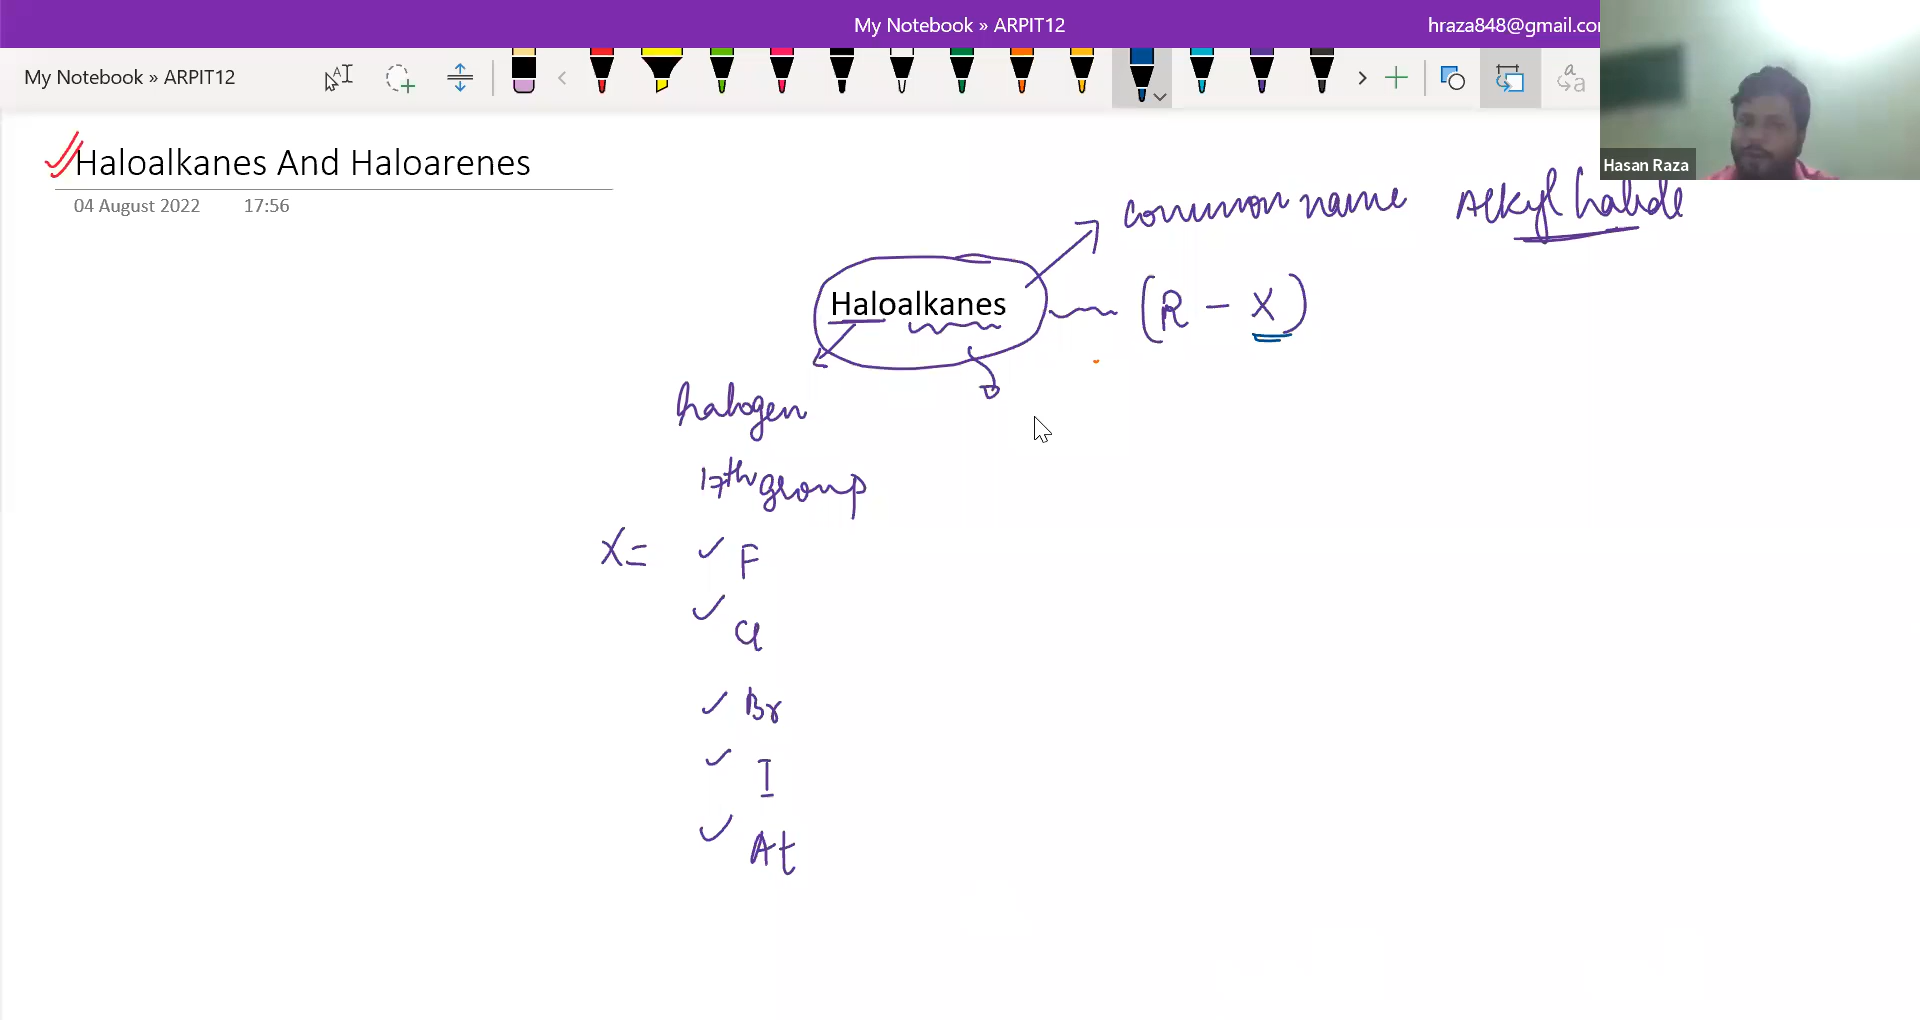 My Notebook » ARPIT12
hraza848@gmail.co
My Notebook » ARPIT12
Hasan Raza
Haloalkanes And Haloarenes
04 August 2022 17:56
common name Alkyl halide
Haloalkanes (R - X)
halogen
17th group
X= F
Cl
Br
I
At